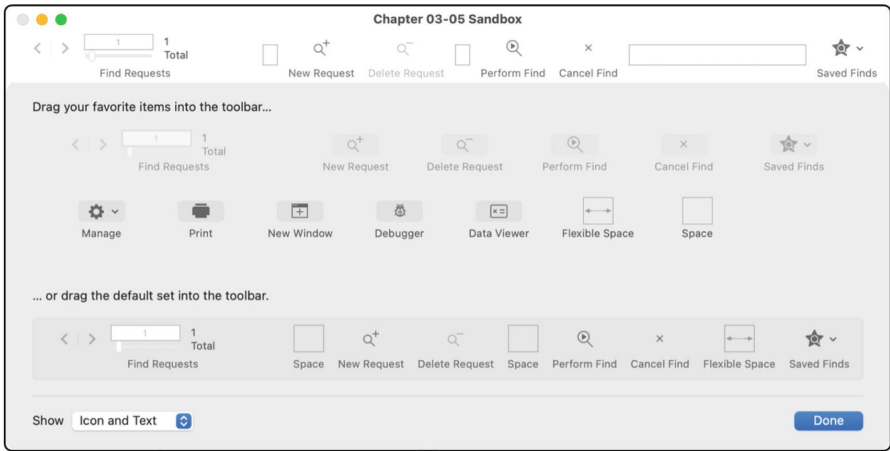 Chapter 03-05 Sandbox
1
1
Total
Find Requests
New Request
Delete Request
Perform Find
Cancel Find
Saved Finds
Drag your favorite items into the toolbar...
1
1
Total
Find Requests
New Request
Delete Request
Perform Find
Cancel Find
Saved Finds
Manage
Print
New Window
Debugger
Data Viewer
Flexible Space
Space
... or drag the default set into the toolbar.
1
1
Total
Find Requests
Space
New Request
Delete Request
Space
Perform Find
Cancel Find
Flexible Space
Saved Finds
Show
Icon and Text
Done